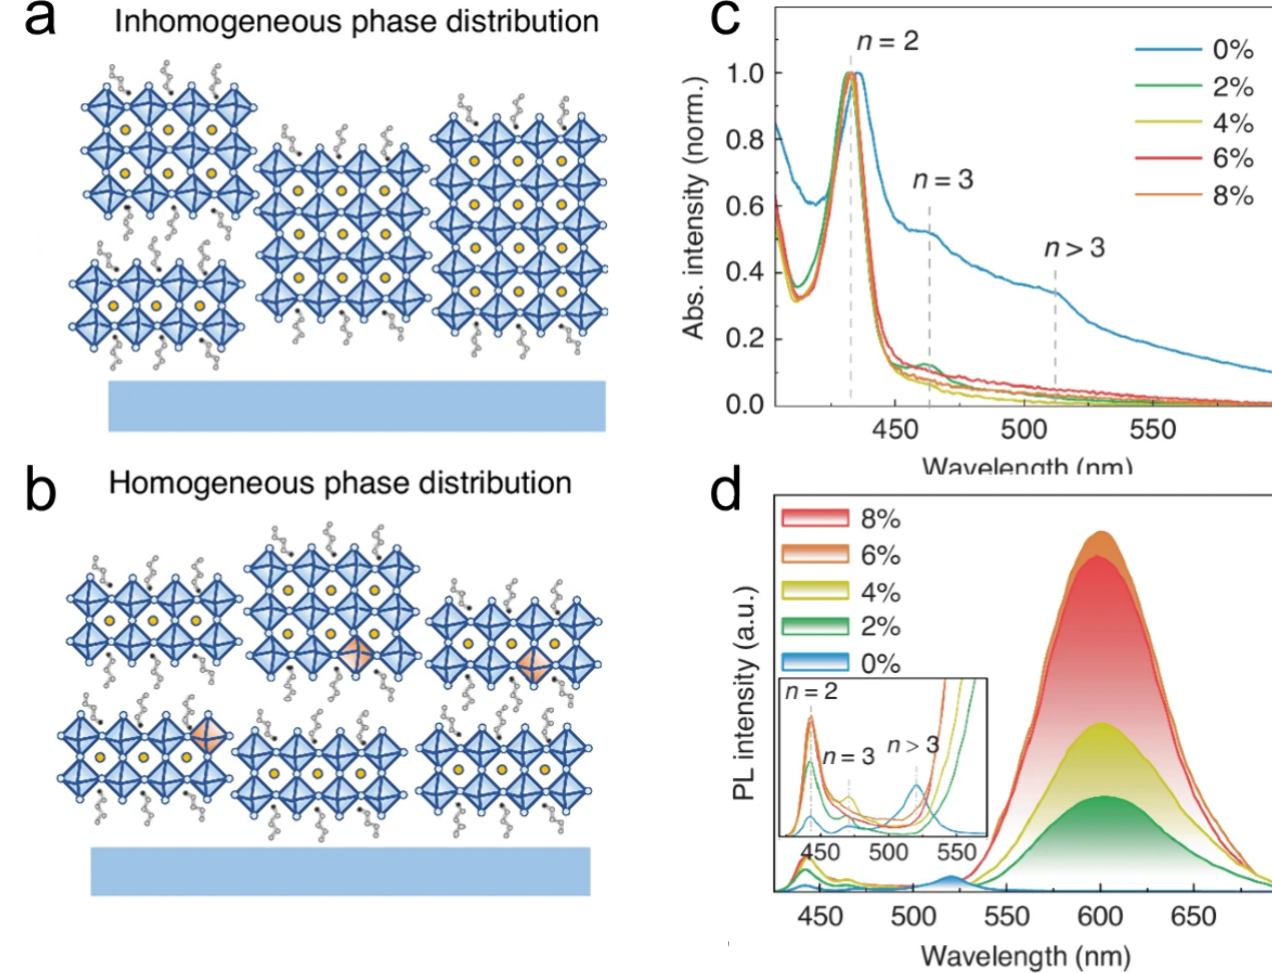 a
Inhomogeneous phase distribution
b
Homogeneous phase distribution
c
n = 2
n = 3
n > 3
0%
2%
4%
6%
8%
Abs. intensity (norm.)
1.0
0.8
0.6
0.4
0.2
0.0
450 500 550
Wavelength (nm)
d
8%
6%
4%
2%
0%
n = 2
n = 3
n > 3
450 500 550
PL intensity (a.u.)
450 500 550 600 650
Wavelength (nm)